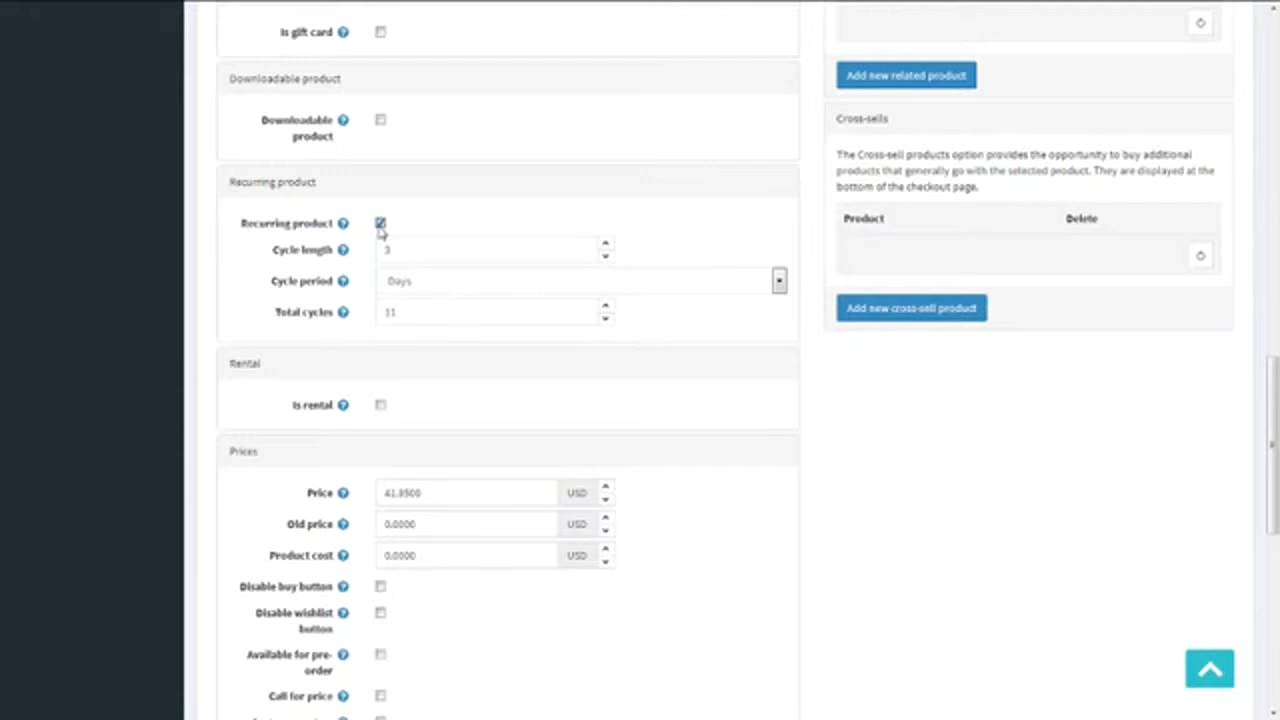 Is gift card
Downloadable product
Downloadable
product
Recurring product
Recurring product
Cycle length
3
Cycle period
Days
Total cycles
11
Rental
Is rental
Prices
Price
USD
Old price
0.0000
USD
Product cost
0.0000
USD
Disable buy button
Disable wishlist
button
Available for pre-
order
Call for price
Add new related product
Cross-sells
The Cross-sell products option provides the opportunity to buy additional
products that generally go with the selected product. They are displayed at the
bottom of the checkout page.
Product Delete
Add new cross-sell product